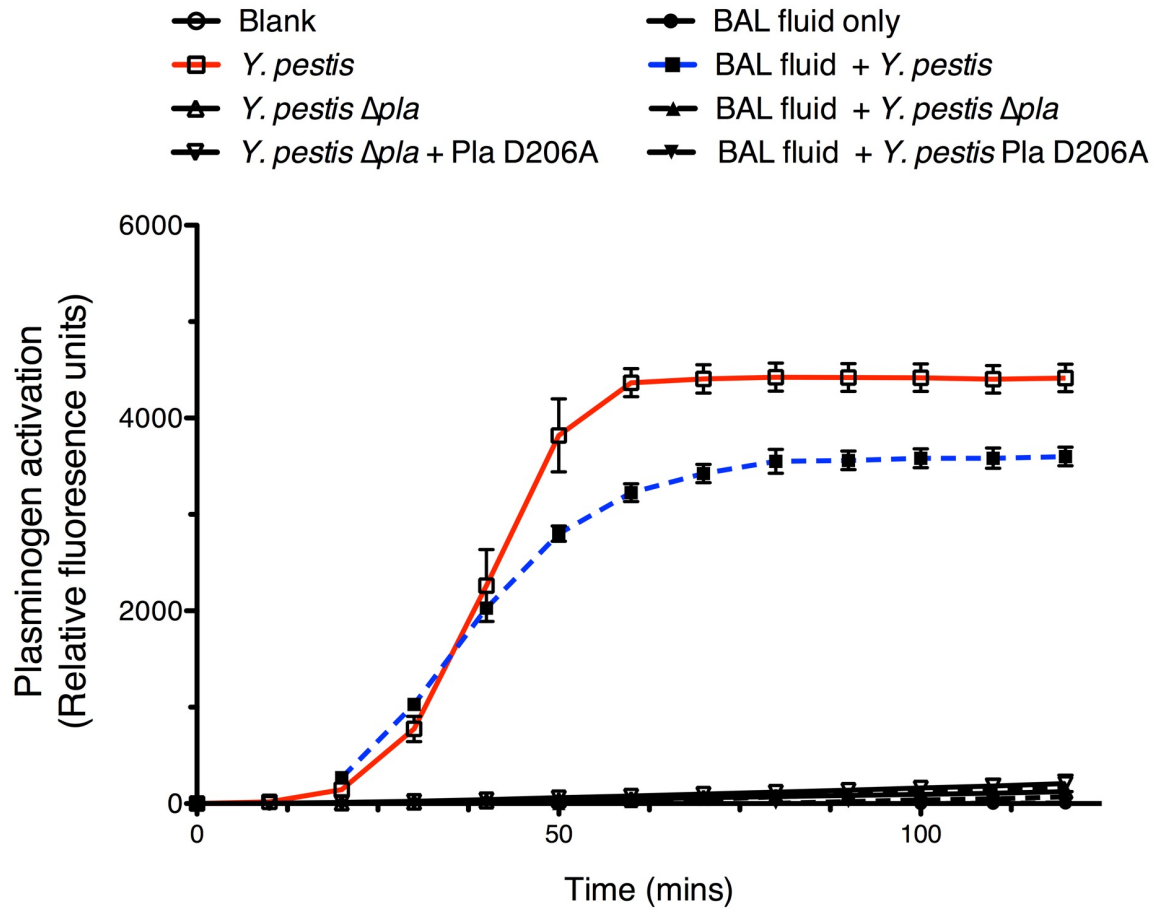 Blank
BAL fluid only
Y. pestis
BAL fluid + Y. pestis
Y. pestis Δpla
BAL fluid + Y. pestis Δpla
Y. pestis Δpla + Pla D206A
BAL fluid + Y. pestis Pla D206A
Plasminogen activation
(Relative fluoresence units)
6000
4000
2000
0
0
50
100
Time (mins)